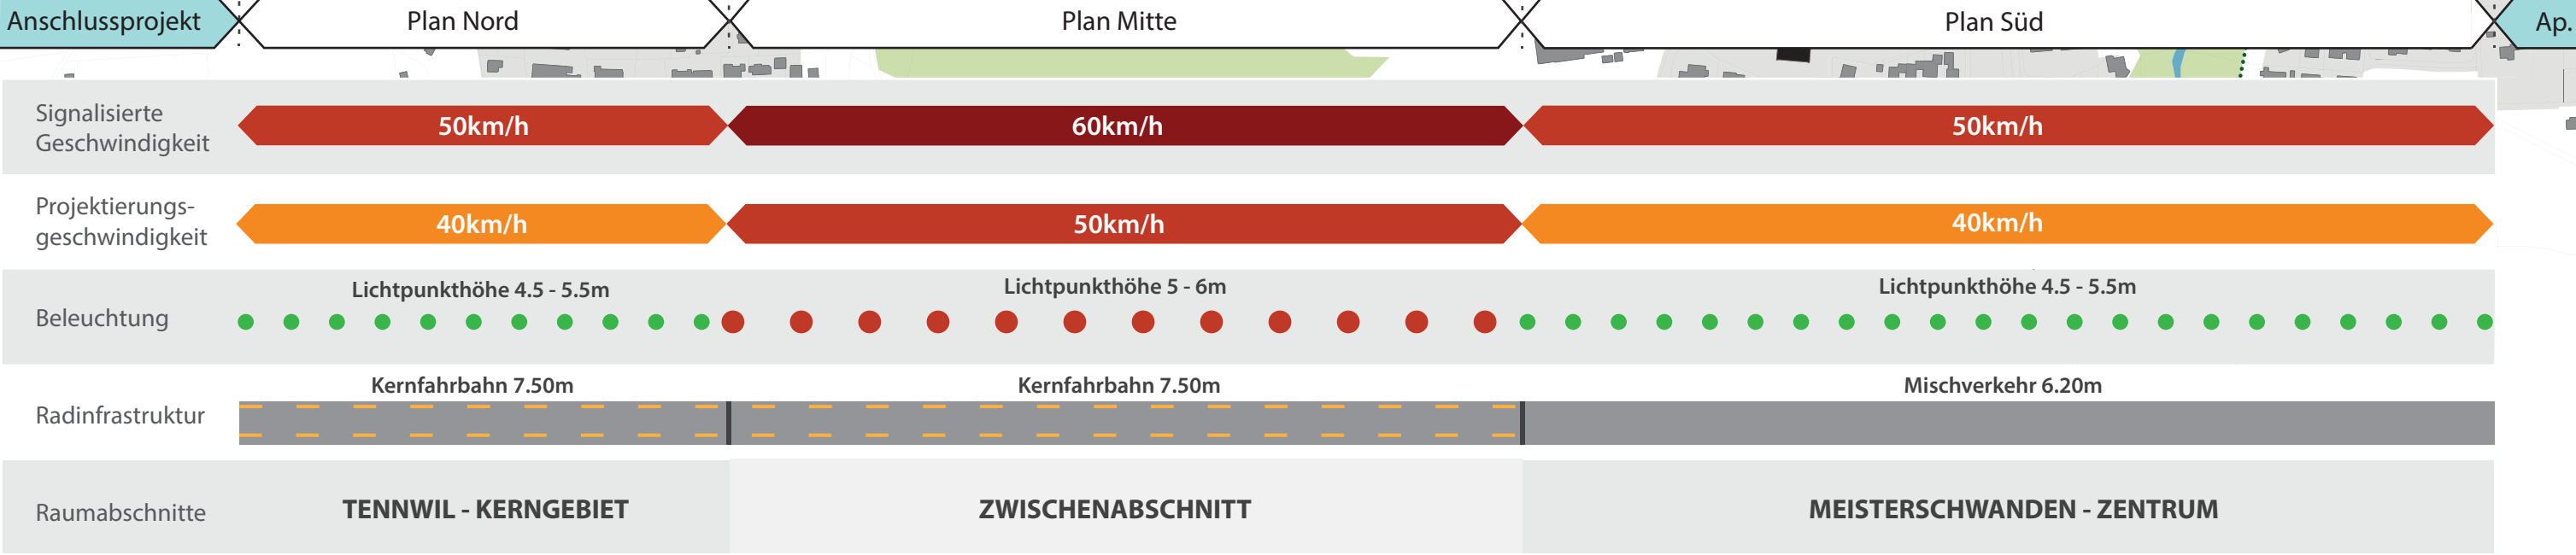 Anschlussprojekt
Plan Nord
Plan Mitte
Plan Süd
Ap.
Signalisierte
Geschwindigkeit
50km/h
60km/h
50km/h
Projektierungs-
geschwindigkeit
40km/h
50km/h
40km/h
Beleuchtung
Lichtpunkthöhe 4.5 - 5.5m
Lichtpunkthöhe 5 - 6m
Lichtpunkthöhe 4.5 - 5.5m
Radinfrastruktur
Kernfahrbahn 7.50m
Kernfahrbahn 7.50m
Mischverkehr 6.20m
Raumabschnitte
TENNWIL - KERNGEBIET
ZWISCHENABSCHNITT
MEISTERSCHWANDEN - ZENTRUM